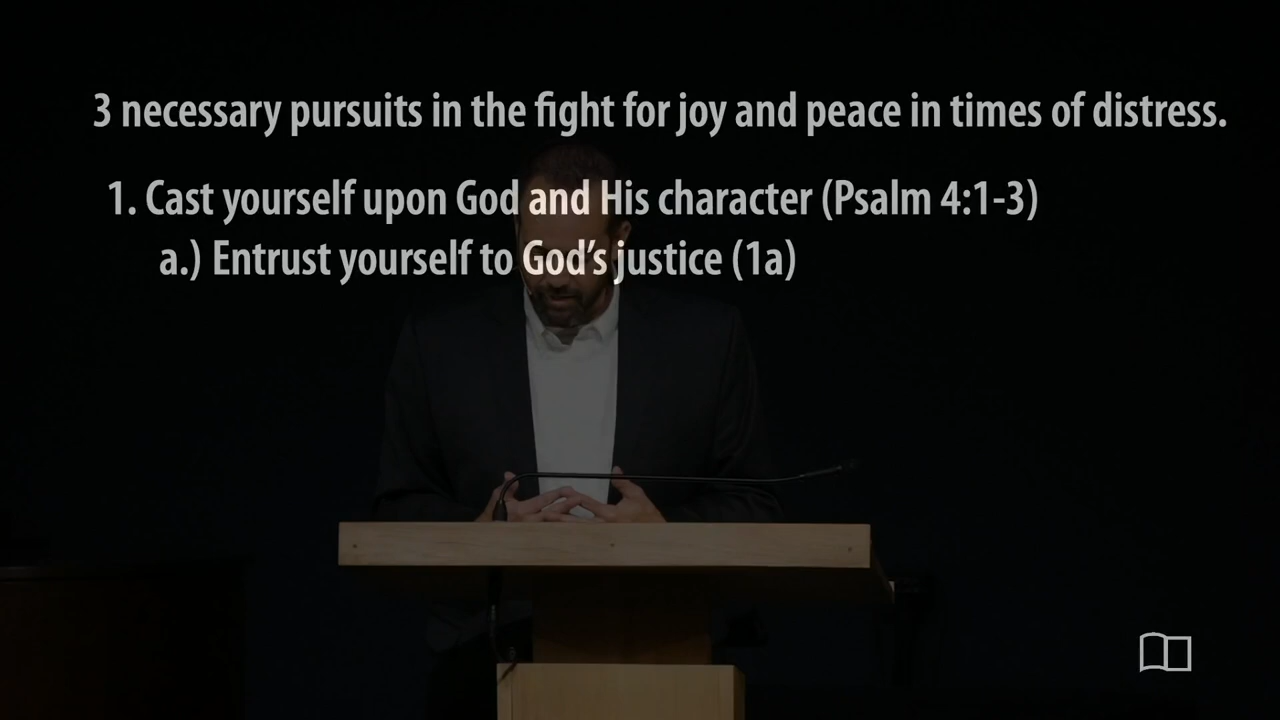 3 necessary pursuits in the fight for joy and peace in times of distress.
1. Cast yourself upon God and His character (Psalm 4:1-3)
a.) Entrust yourself to God’s justice (1a)